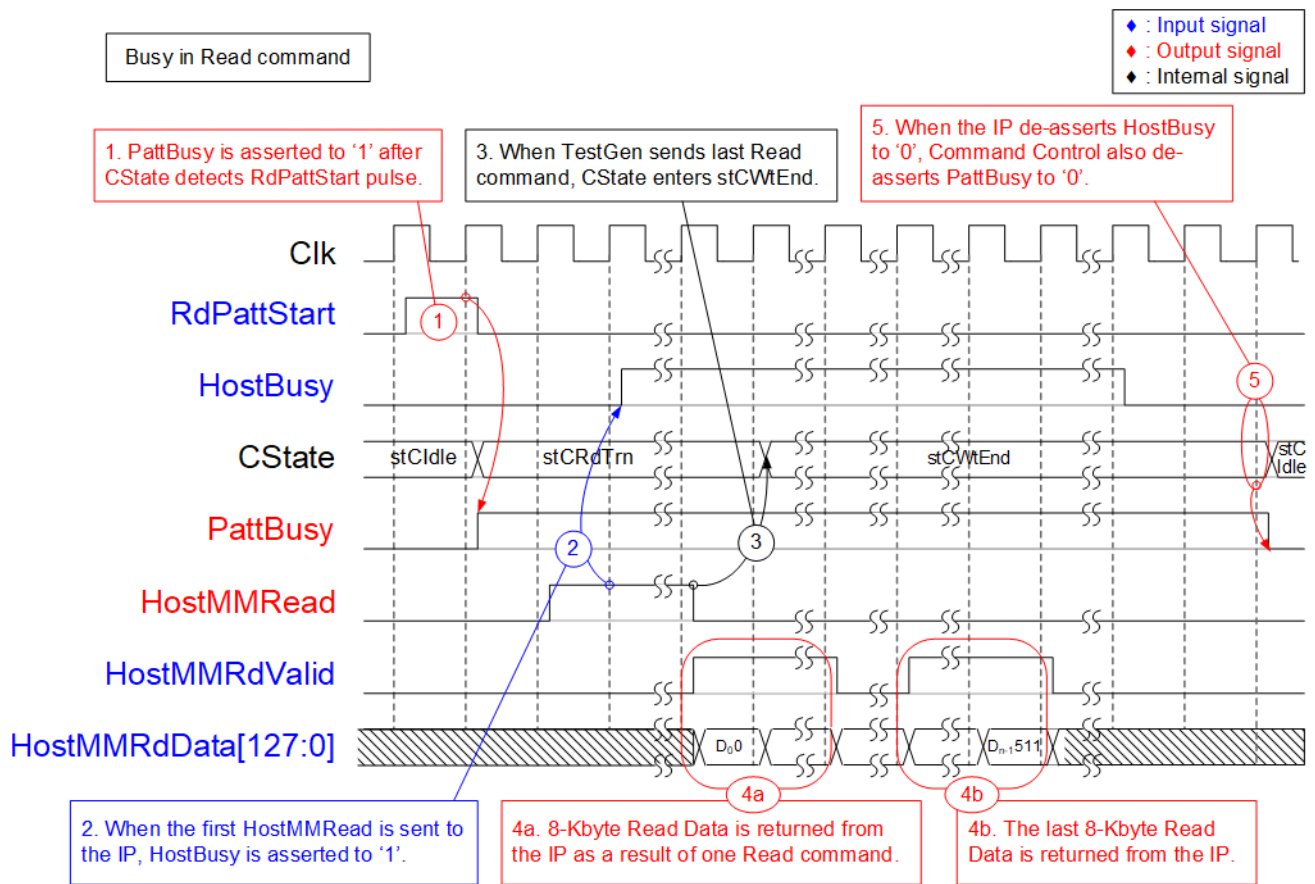 Busy in Read command
♦ : Input signal
♦ : Output signal
♦ : Internal signal
1. PattBusy is asserted to ‘1’ after
CState detects RdPattStart pulse.
3. When TestGen sends last Read
command, CState enters stCWtEnd.
5. When the IP de-asserts HostBusy
to ‘0’, Command Control also de-
asserts PattBusy to ‘0’.
Clk
RdPattStart
1
HostBusy
5
CState
stCIdle
stCRdTrn
stCWtEnd
stC
Idle
PattBusy
2
3
HostMMRead
HostMMRdValid
HostMMRdData[127:0]
D₀0
Dₙ₋₁511
4a
4b
2. When the first HostMMRead is sent to
the IP, HostBusy is asserted to ‘1’.
4a. 8-Kbyte Read Data is returned from
the IP as a result of one Read command.
4b. The last 8-Kbyte Read
Data is returned from the IP.